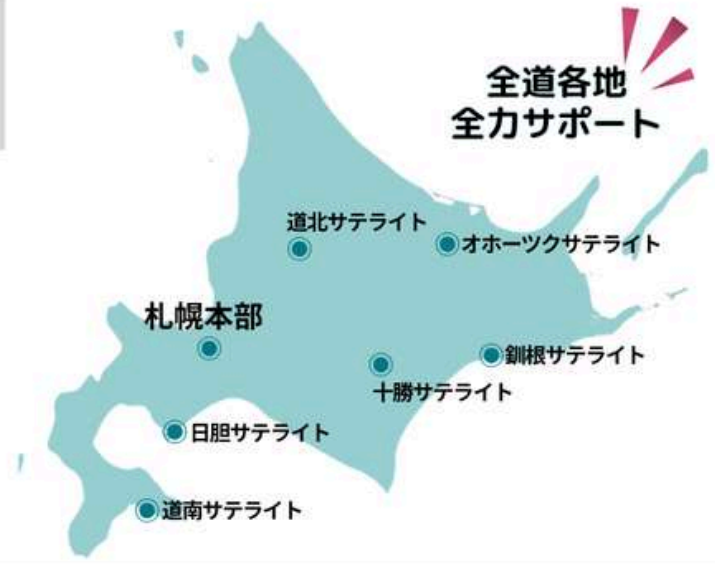 全道各地
全力サポート
道北サテライト
オホーツクサテライト
札幌本部
釧根サテライト
十勝サテライト
日胆サテライト
道南サテライト